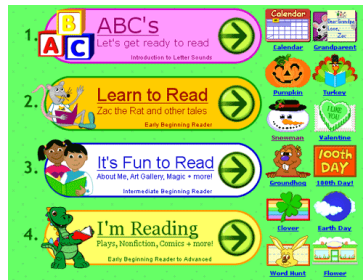 1.
A
B
C
ABC's
Let's get ready to read
Introduction to Letter Sounds
2.
Learn to Read
Zac the Rat and other tales
Early Beginning Reader
3.
It's Fun to Read
About Me, Art Gallery, Magic + more!
Intermediate Beginning Reader
4.
I'm Reading
Plays, Nonfiction, Comics + more!
Early Beginning Reader to Advanced
Calendar
Calendar
Grandparent
Pumpkin
Turkey
Snowman
I LOVE YOU
Valentine
Groundhog
100TH DAY
100th Day!
Clover
Earth Day
Word Hunt
Flower